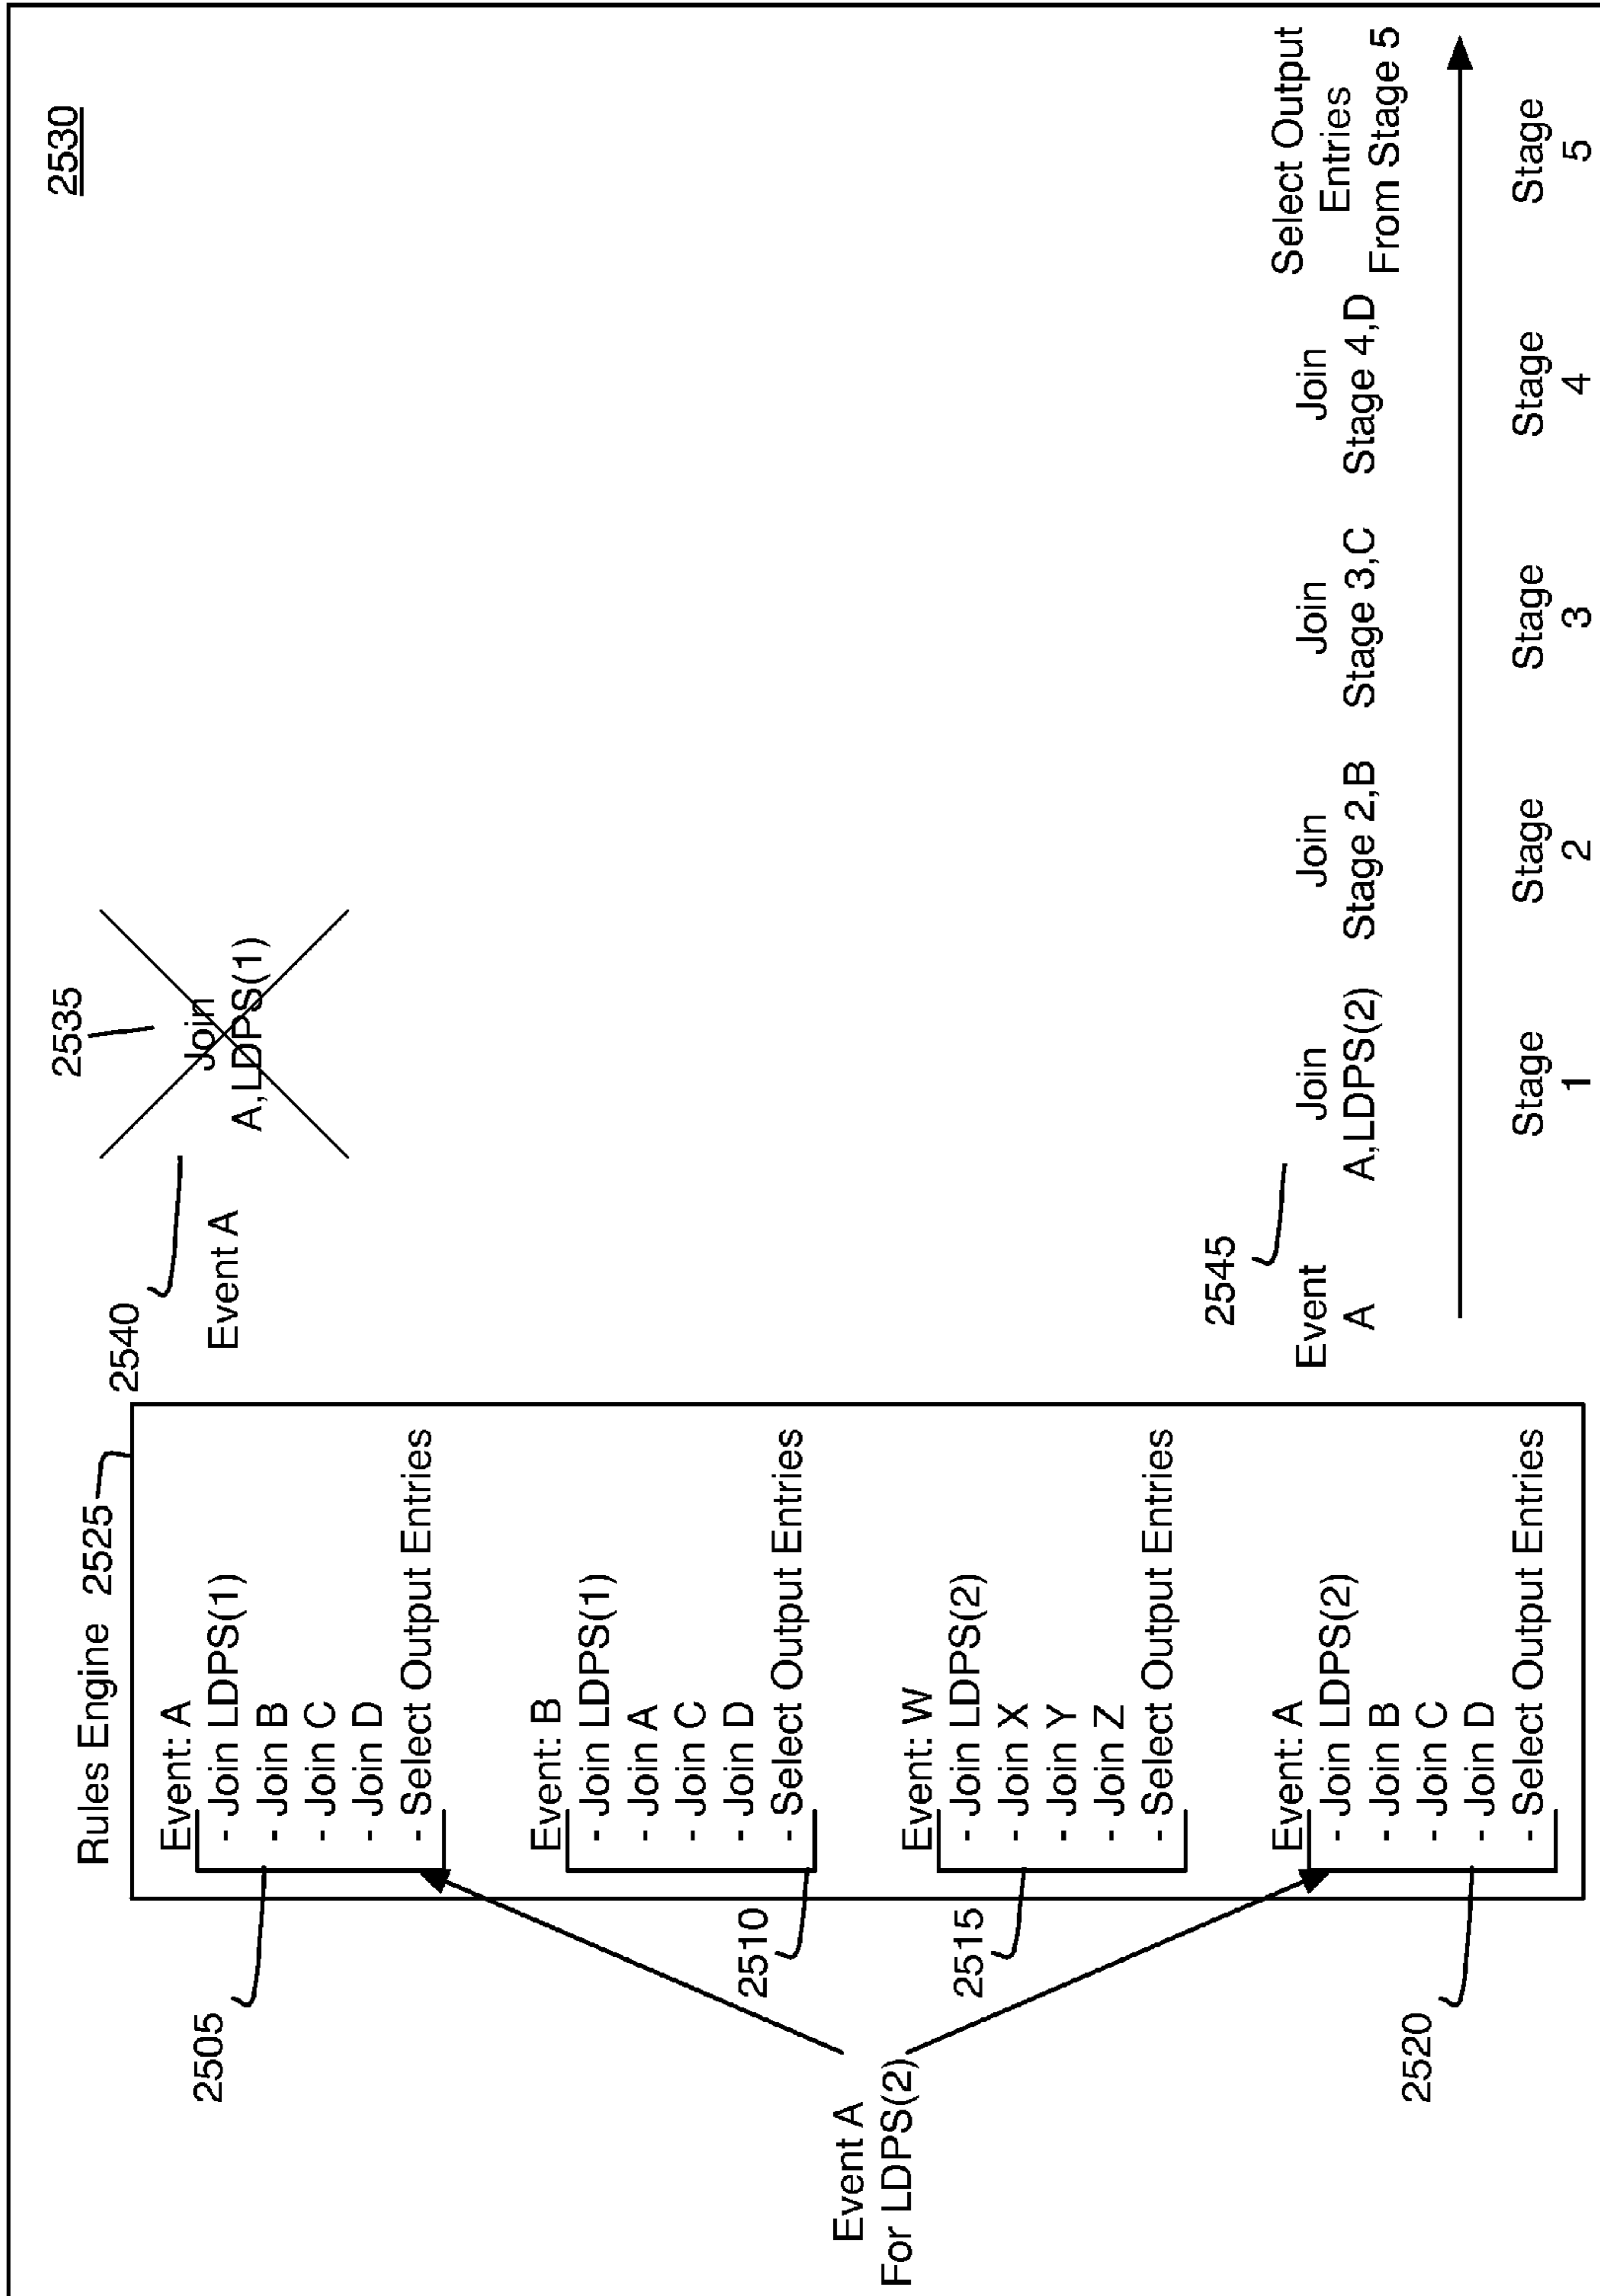 2530
Rules Engine 2525
Event: A
- Join LDPS(1)
- Join B
- Join C
- Join D
- Select Output Entries
2505
Event: B
- Join LDPS(1)
- Join A
- Join C
- Join D
- Select Output Entries
2510
Event: W
- Join LDPS(2)
- Join X
- Join Y
- Join Z
- Select Output Entries
2515
Event: A
- Join LDPS(2)
- Join B
- Join C
- Join D
- Select Output Entries
2520
Event A
For LDPS(2)
2540
Event A
2535
Join
A,LDPS(1)
2545
Event
A
Join
A,LDPS(2)
Join
Stage 2,B
Join
Stage 3,C
Join
Stage 4,D
Select Output
Entries
From Stage 5
Stage
1
Stage
2
Stage
3
Stage
4
Stage
5